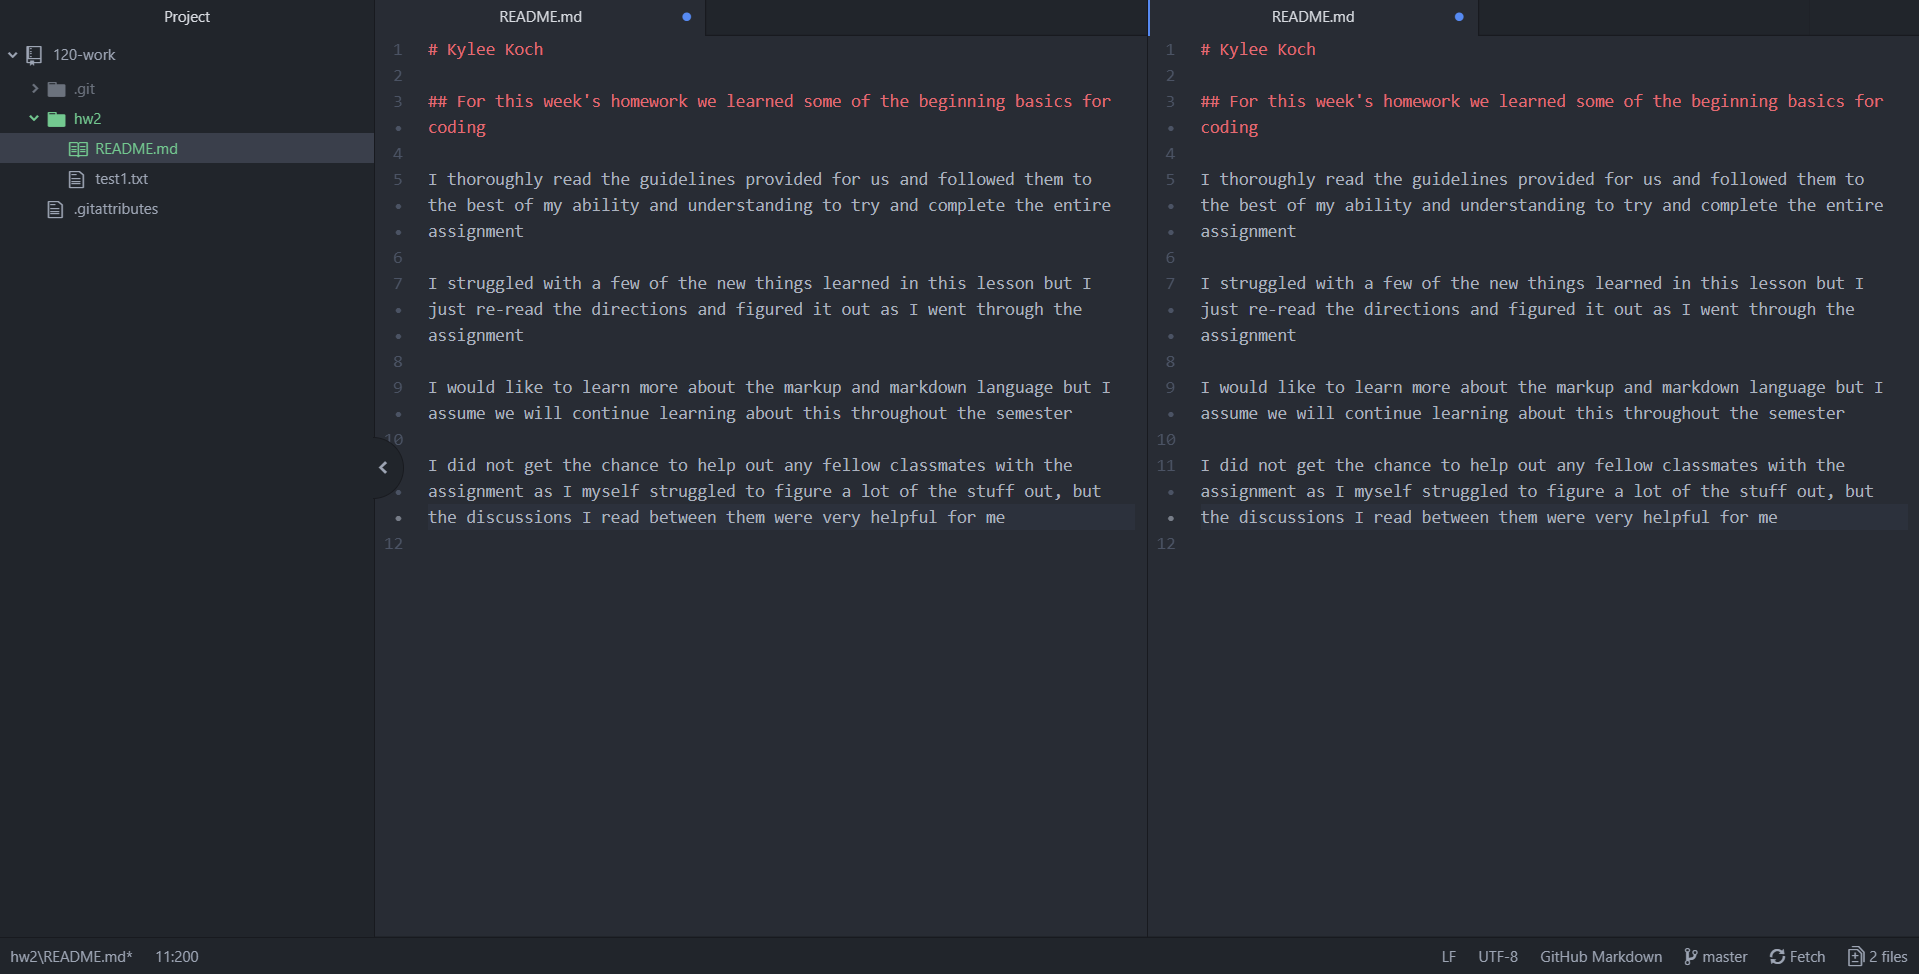 Project
120-work
.git
hw2
README.md
test1.txt
.gitattributes
README.md
1 # Kylee Koch
2
3 ## For this week's homework we learned some of the beginning basics for
• coding
4
5 I thoroughly read the guidelines provided for us and followed them to
• the best of my ability and understanding to try and complete the entire
• assignment
6
7 I struggled with a few of the new things learned in this lesson but I
• just re-read the directions and figured it out as I went through the
• assignment
8
9 I would like to learn more about the markup and markdown language but I
• assume we will continue learning about this throughout the semester
10
I did not get the chance to help out any fellow classmates with the
• assignment as I myself struggled to figure a lot of the stuff out, but
• the discussions I read between them were very helpful for me
12
README.md
1 # Kylee Koch
2
3 ## For this week's homework we learned some of the beginning basics for
• coding
4
5 I thoroughly read the guidelines provided for us and followed them to
• the best of my ability and understanding to try and complete the entire
• assignment
6
7 I struggled with a few of the new things learned in this lesson but I
• just re-read the directions and figured it out as I went through the
• assignment
8
9 I would like to learn more about the markup and markdown language but I
• assume we will continue learning about this throughout the semester
10
11 I did not get the chance to help out any fellow classmates with the
• assignment as I myself struggled to figure a lot of the stuff out, but
• the discussions I read between them were very helpful for me
12
hw2\README.md* 11:200 LF UTF-8 GitHub Markdown master Fetch 2 files